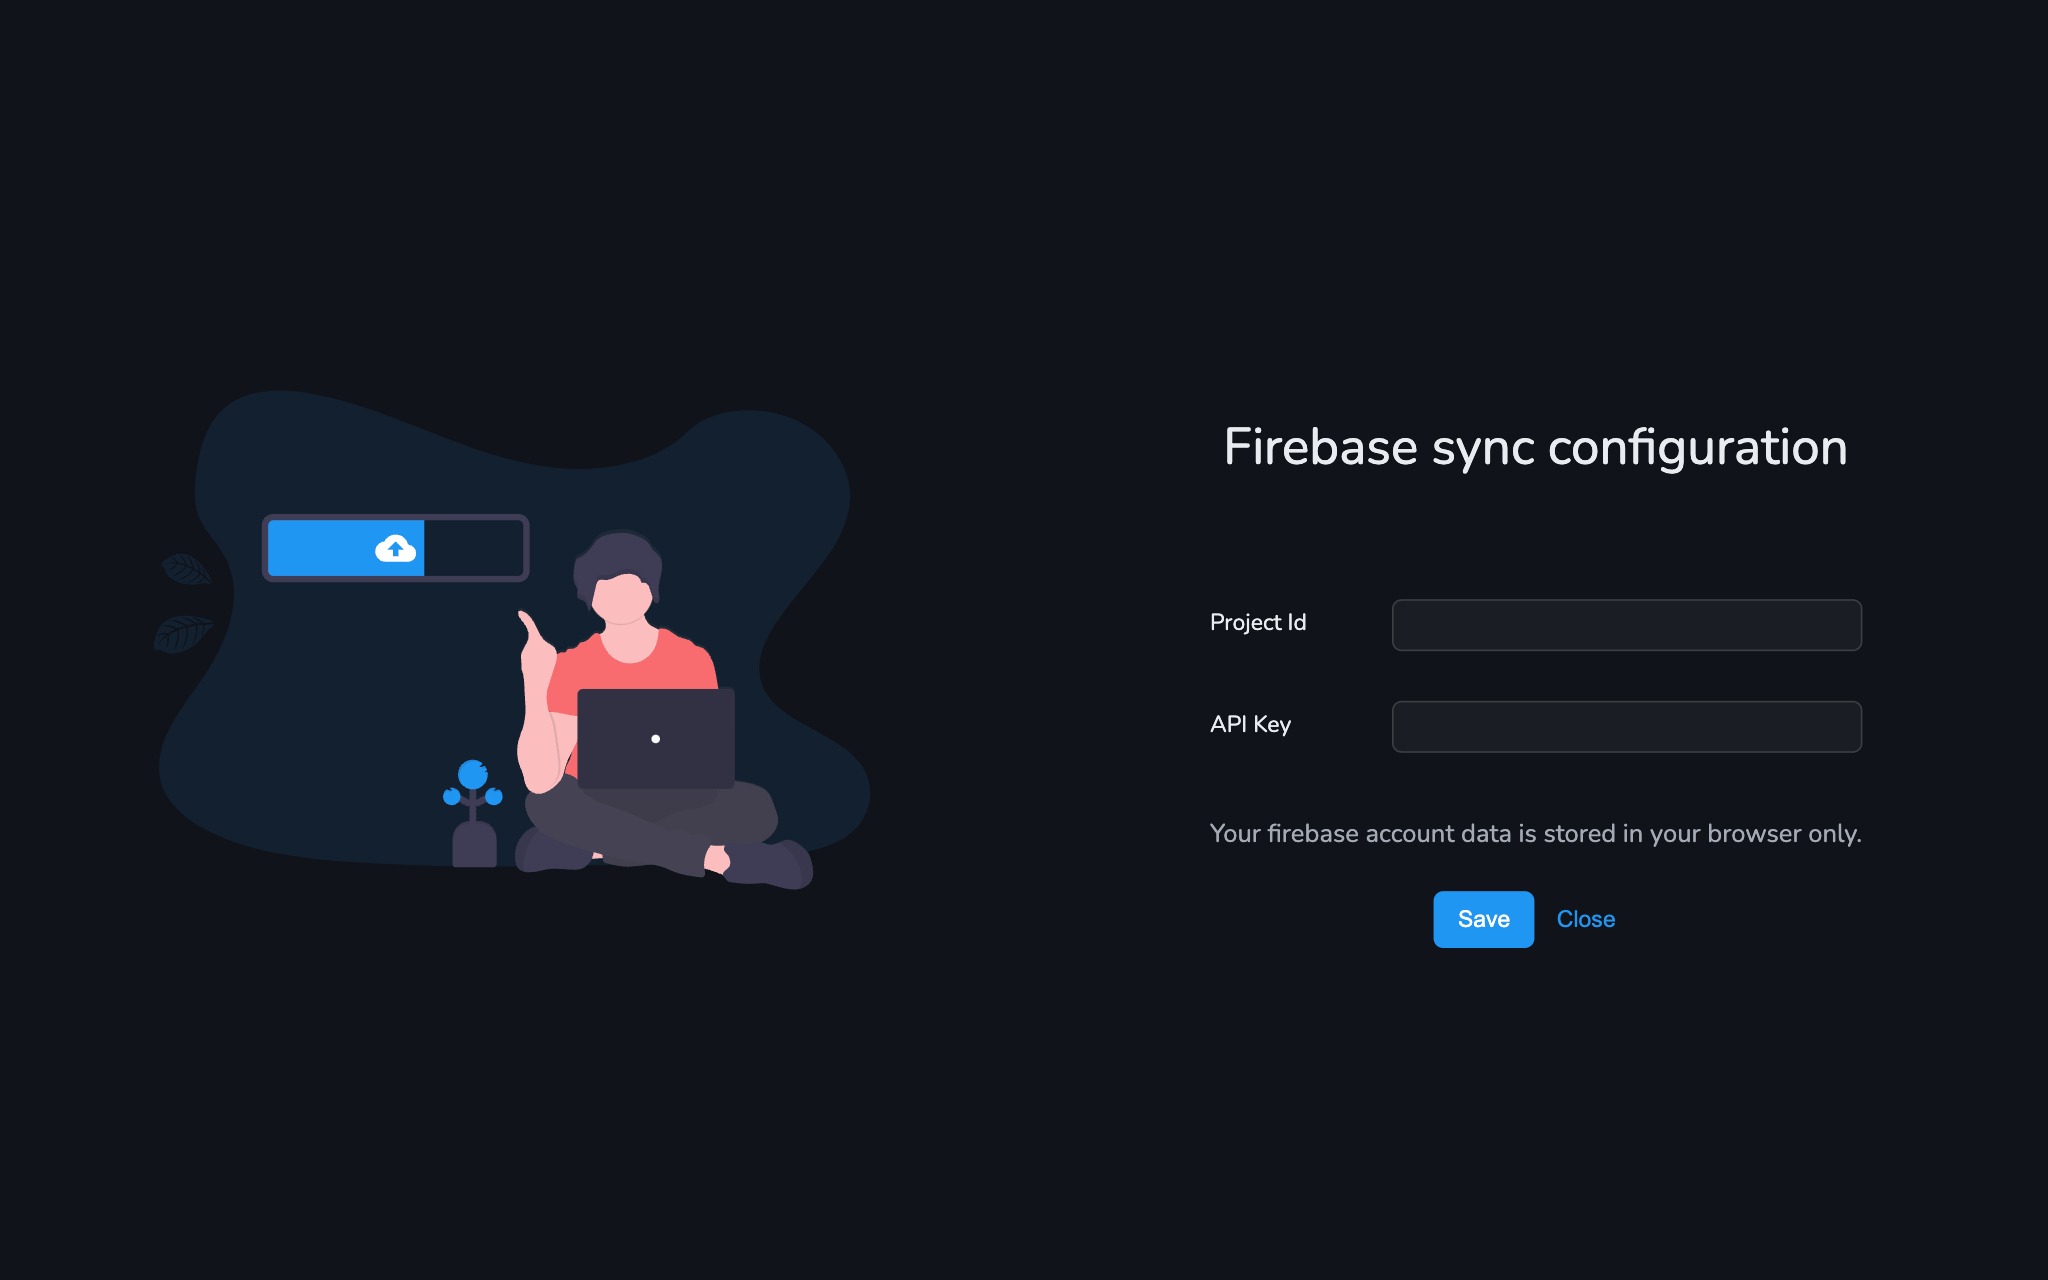 Firebase sync configuration
Project Id
API Key
Your firebase account data is stored in your browser only.
Save
Close